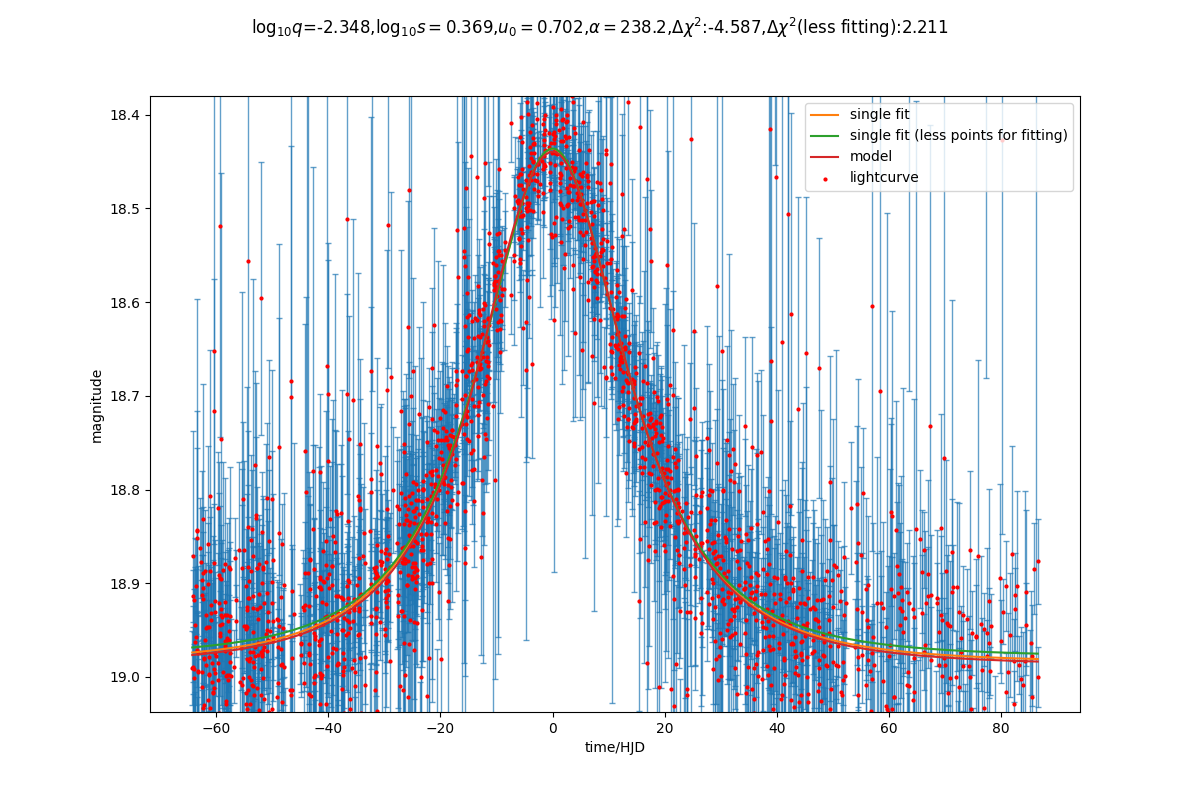 log₁₀q=-2.348,log₁₀s = 0.369,u₀ = 0.702,α = 238.2,Δχ²:-4.587,Δχ²(less fitting):2.211
single fit
single fit (less points for fitting)
model
lightcurve
18.4
18.5
18.6
18.7
18.8
18.9
19.0
magnitude
−60
−40
−20
0
20
40
60
80
time/HJD